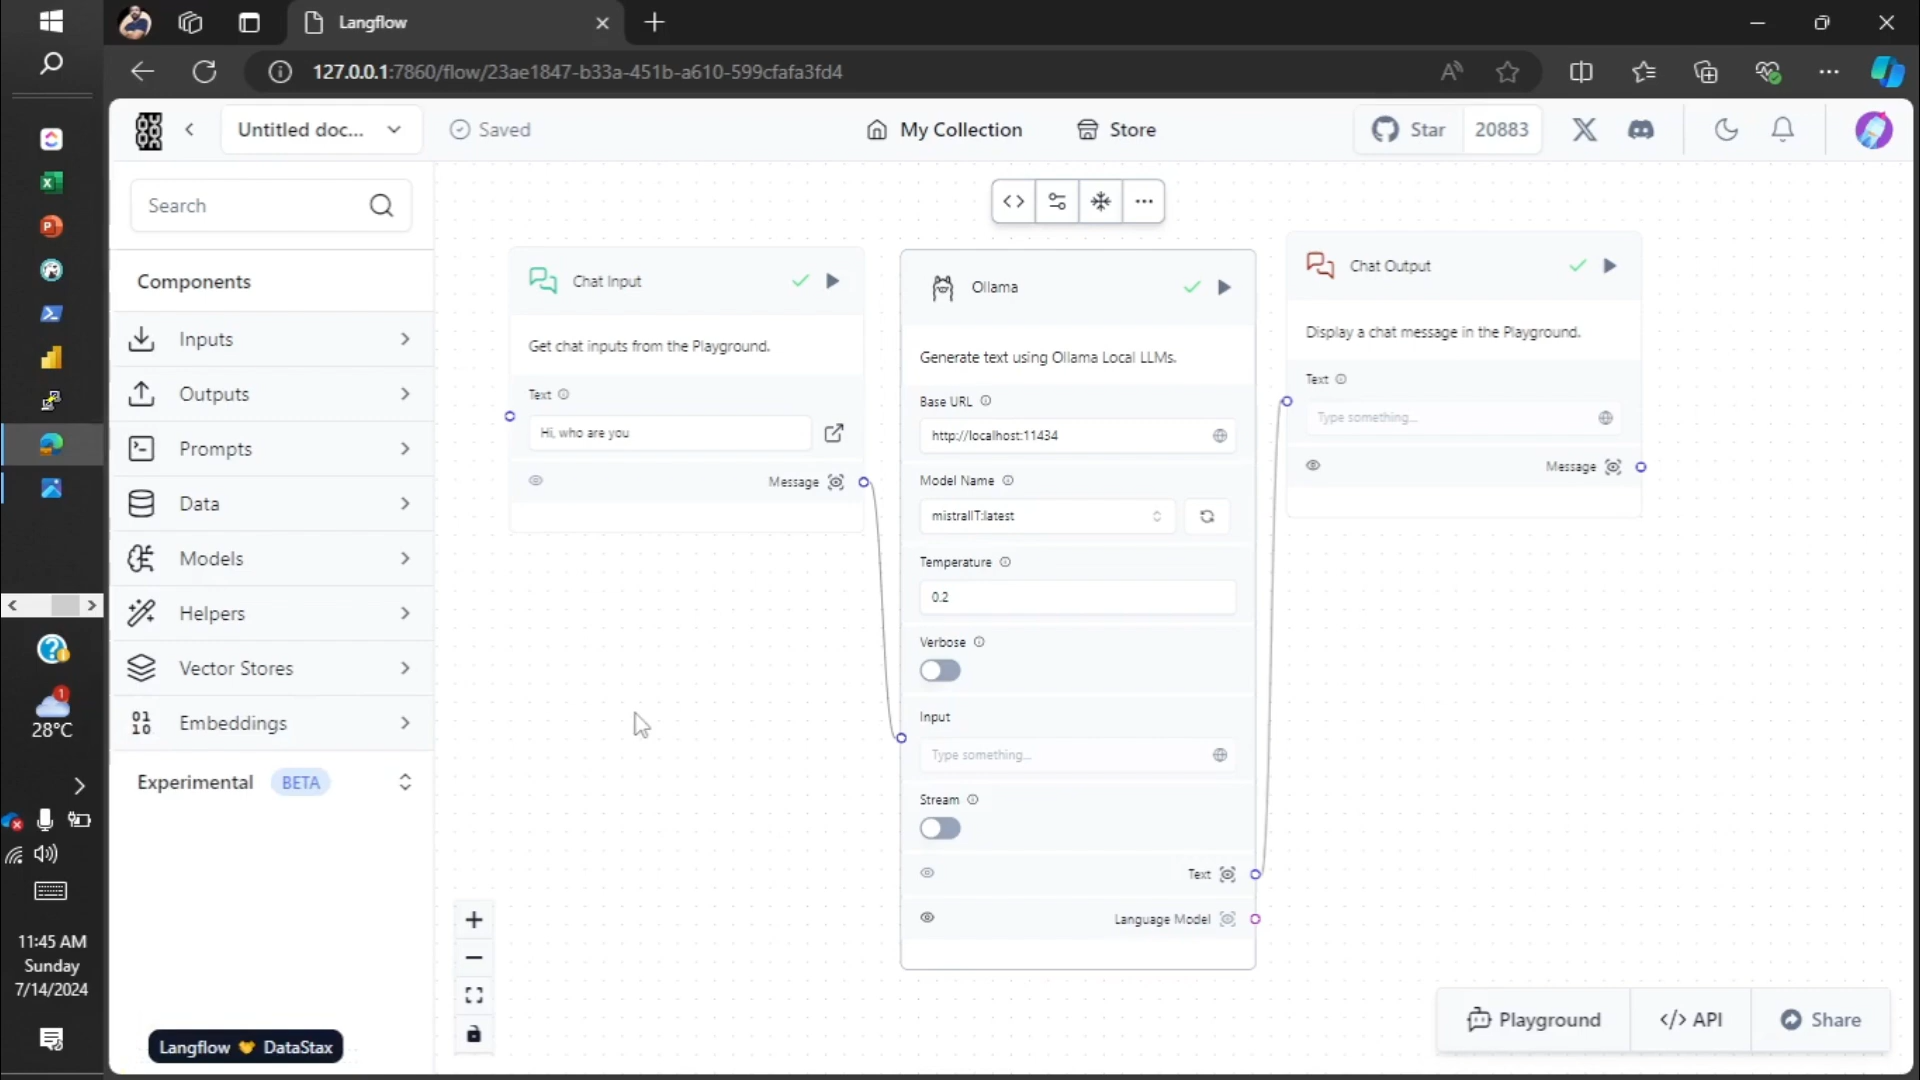 Langflow
127.0.0.1:7860/flow/23ae1847-b33a-451b-a610-599cfafa3fd4
Untitled doc...
Saved
My Collection
Store
Star
20883
Search
Components
Inputs
Outputs
Prompts
Data
Models
Helpers
Vector Stores
Embeddings
Experimental
BETA
Langflow DataStax
Chat Input
Get chat inputs from the Playground.
Text
Hi, who are you
Message
Ollama
Generate text using Ollama Local LLMs.
Base URL
http://localhost:11434
Model Name
mistralIT:latest
Temperature
0.2
Verbose
Input
Type something...
Stream
Text
Language Model
Chat Output
Display a chat message in the Playground.
Text
Type something...
Message
Playground
</> API
Share
1
28°C
11:45 AM
Sunday
7/14/2024